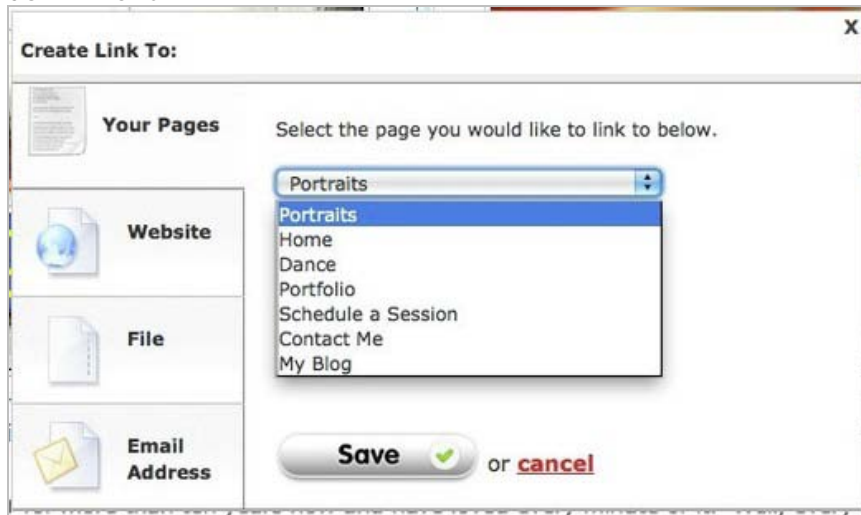 X
Create Link To:
Your Pages
Select the page you would like to link to below.
Portraits
Portraits
Home
Dance
Portfolio
Schedule a Session
Contact Me
My Blog
Website
File
Email
Address
Save or cancel